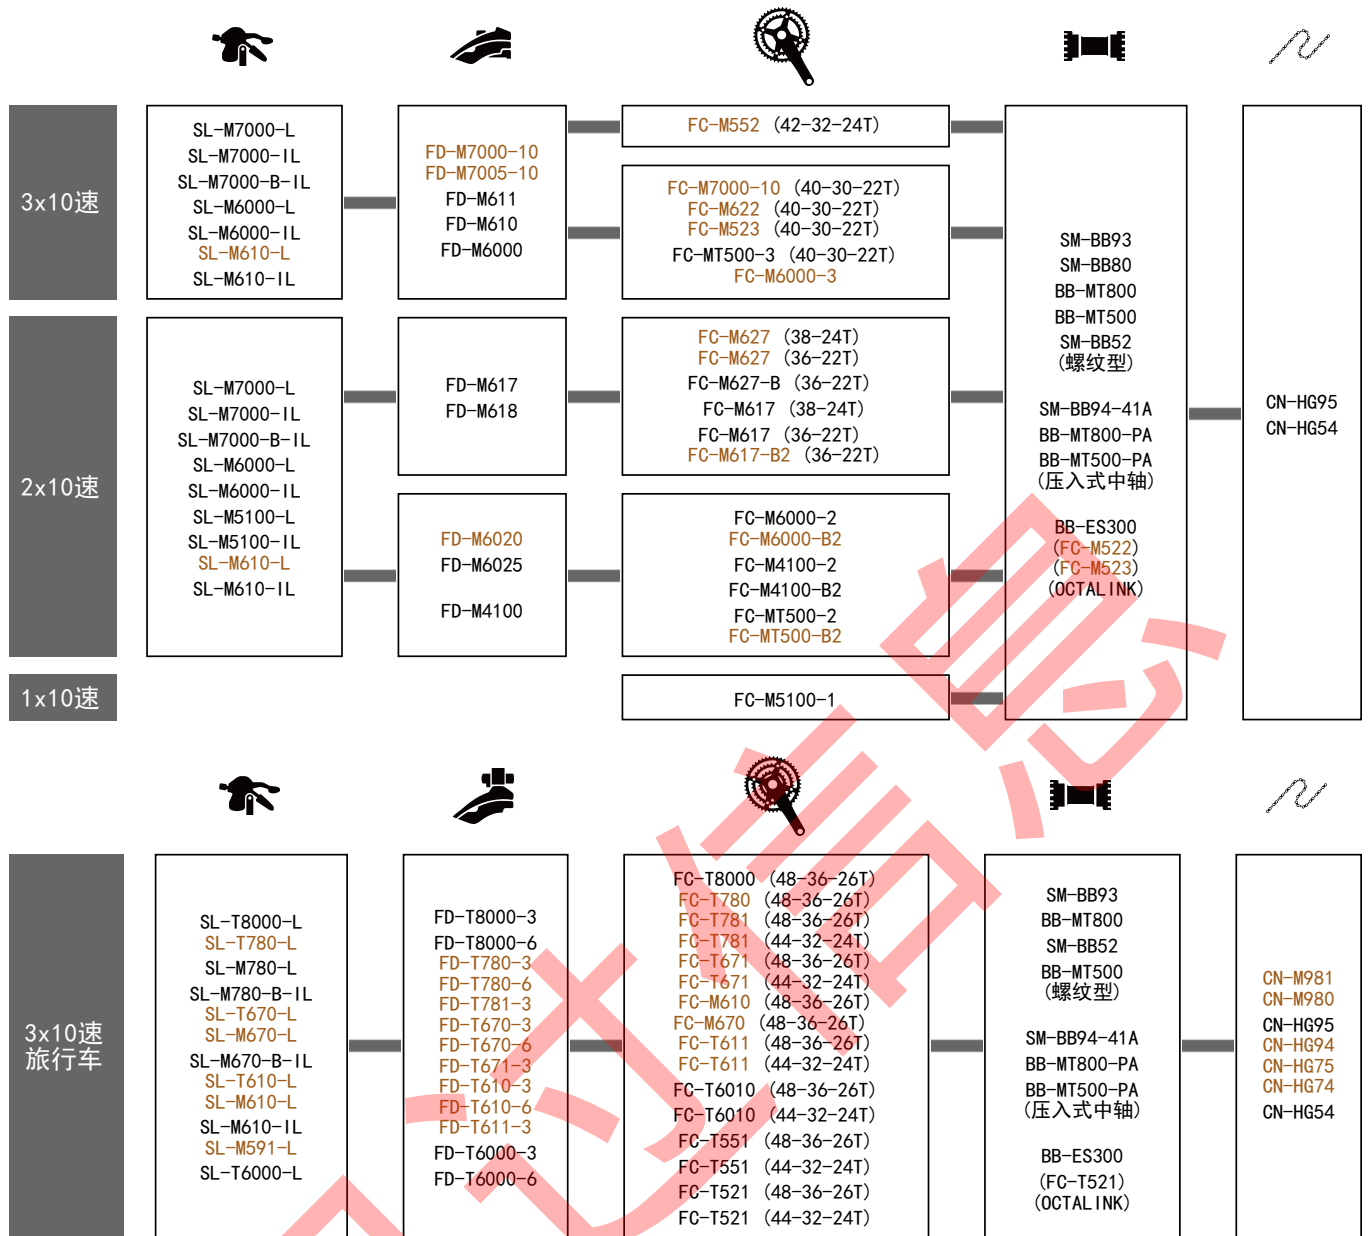 3x10速
SL-M7000-L
SL-M7000-IL
SL-M7000-B-IL
SL-M6000-L
SL-M6000-IL
SL-M610-L
SL-M610-IL
FD-M7000-10
FD-M7005-10
FD-M611
FD-M610
FD-M6000
FC-M552 (42-32-24T)
FC-M7000-10 (40-30-22T)
FC-M622 (40-30-22T)
FC-M523 (40-30-22T)
FC-MT500-3 (40-30-22T)
FC-M6000-3
2x10速
SL-M7000-L
SL-M7000-IL
SL-M7000-B-IL
SL-M6000-L
SL-M6000-IL
SL-M5100-L
SL-M5100-IL
SL-M610-L
SL-M610-IL
FD-M617
FD-M618
FC-M627 (38-24T)
FC-M627 (36-22T)
FC-M627-B (36-22T)
FC-M617 (38-24T)
FC-M617 (36-22T)
FC-M617-B2 (36-22T)
FD-M6020
FD-M6025
FD-M4100
FC-M6000-2
FC-M6000-B2
FC-M4100-2
FC-M4100-B2
FC-MT500-2
FC-MT500-B2
1x10速
FC-M5100-1
SM-BB93
SM-BB80
BB-MT800
BB-MT500
SM-BB52
(螺纹型)
SM-BB94-41A
BB-MT800-PA
BB-MT500-PA
(压入式中轴)
BB-ES300
(FC-M522)
(FC-M523)
(OCTALINK)
CN-HG95
CN-HG54
3x10速
旅行车
SL-T8000-L
SL-T780-L
SL-M780-L
SL-M780-B-IL
SL-T670-L
SL-M670-L
SL-M670-B-IL
SL-T610-L
SL-M610-L
SL-M610-IL
SL-M591-L
SL-T6000-L
FD-T8000-3
FD-T8000-6
FD-T780-3
FD-T780-6
FD-T781-3
FD-T670-3
FD-T670-6
FD-T671-3
FD-T610-3
FD-T610-6
FD-T611-3
FD-T6000-3
FD-T6000-6
FC-T8000 (48-36-26T)
FC-T780 (48-36-26T)
FC-T781 (48-36-26T)
FC-T781 (44-32-24T)
FC-T671 (48-36-26T)
FC-T671 (44-32-24T)
FC-M610 (48-36-26T)
FC-M670 (48-36-26T)
FC-T611 (48-36-26T)
FC-T611 (44-32-24T)
FC-T6010 (48-36-26T)
FC-T6010 (44-32-24T)
FC-T551 (48-36-26T)
FC-T551 (44-32-24T)
FC-T521 (48-36-26T)
FC-T521 (44-32-24T)
SM-BB93
BB-MT800
SM-BB52
BB-MT500
(螺纹型)
SM-BB94-41A
BB-MT800-PA
BB-MT500-PA
(压入式中轴)
BB-ES300
(FC-T521)
(OCTALINK)
CN-M981
CN-M980
CN-HG95
CN-HG94
CN-HG75
CN-HG74
CN-HG54
过信息